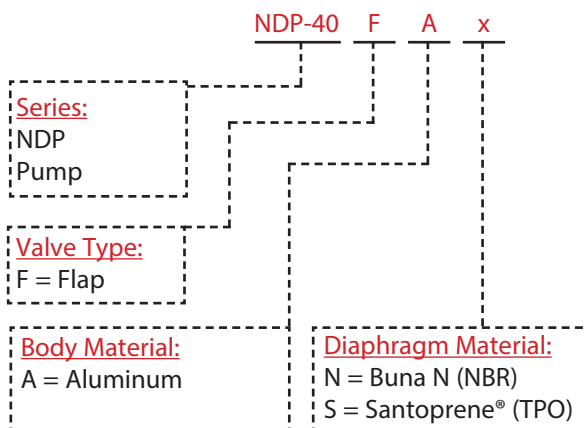 NDP-40 F A x
Series:
NDP
Pump
Valve Type:
F = Flap
Body Material:
A = Aluminum
Diaphragm Material:
N = Buna N (NBR)
S = Santoprene® (TPO)